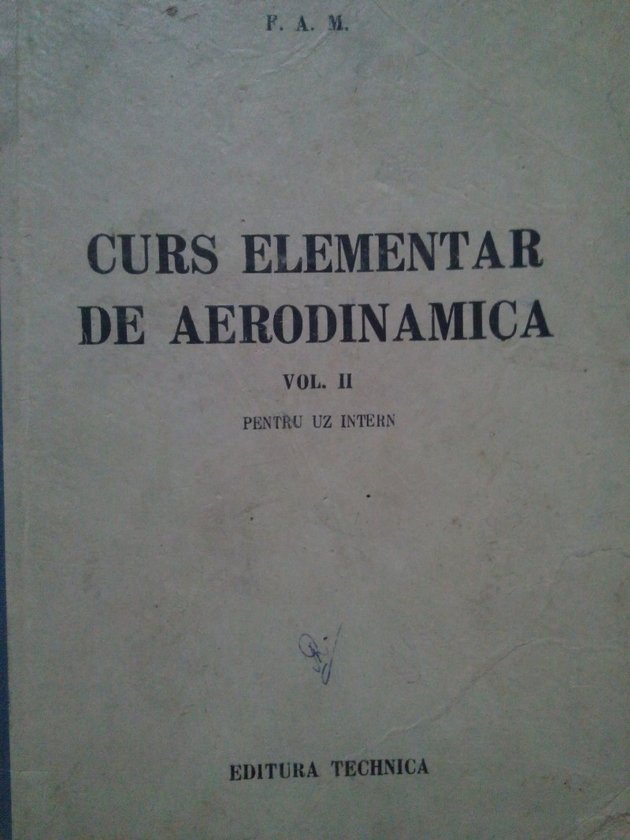 F. A. M.
CURS ELEMENTAR
DE AERODINAMICA
VOL. II
PENTRU UZ INTERN
EDITURA TECHNICA